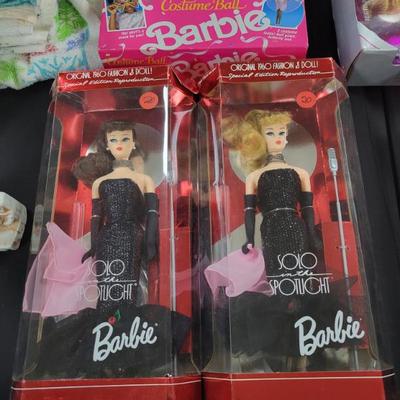 Costume Ball
Barbie
Costume Ball
ORIGINAL 1960 FASHION & DOLL!
Special Edition Reproduction
SOLO
in the
SPOTLIGHT
Barbie
ORIGINAL 1960 FASHION & DOLL!
Special Edition Reproduction
20
SOLO
in the
SPOTLIGHT
Barbie